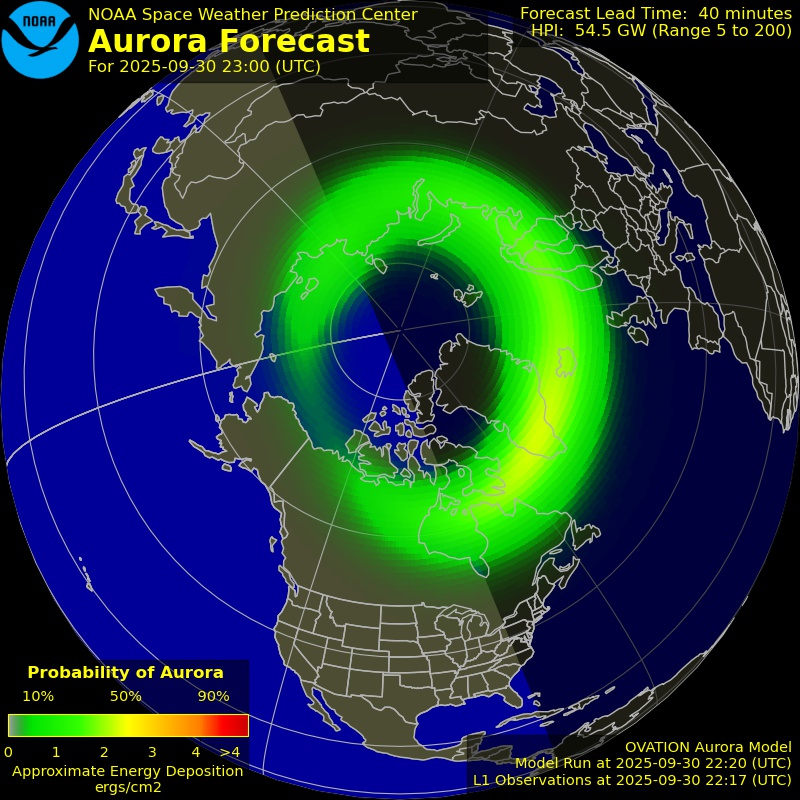 NOAA
NOAA Space Weather Prediction Center
Aurora Forecast
For 2025-09-30 23:00 (UTC)
Forecast Lead Time: 40 minutes
HPI: 54.5 GW (Range 5 to 200)
Probability of Aurora
10% 50% 90%
0 1 2 3 4 >4
Approximate Energy Deposition
ergs/cm2
OVATION Aurora Model
Model Run at 2025-09-30 22:20 (UTC)
L1 Observations at 2025-09-30 22:17 (UTC)